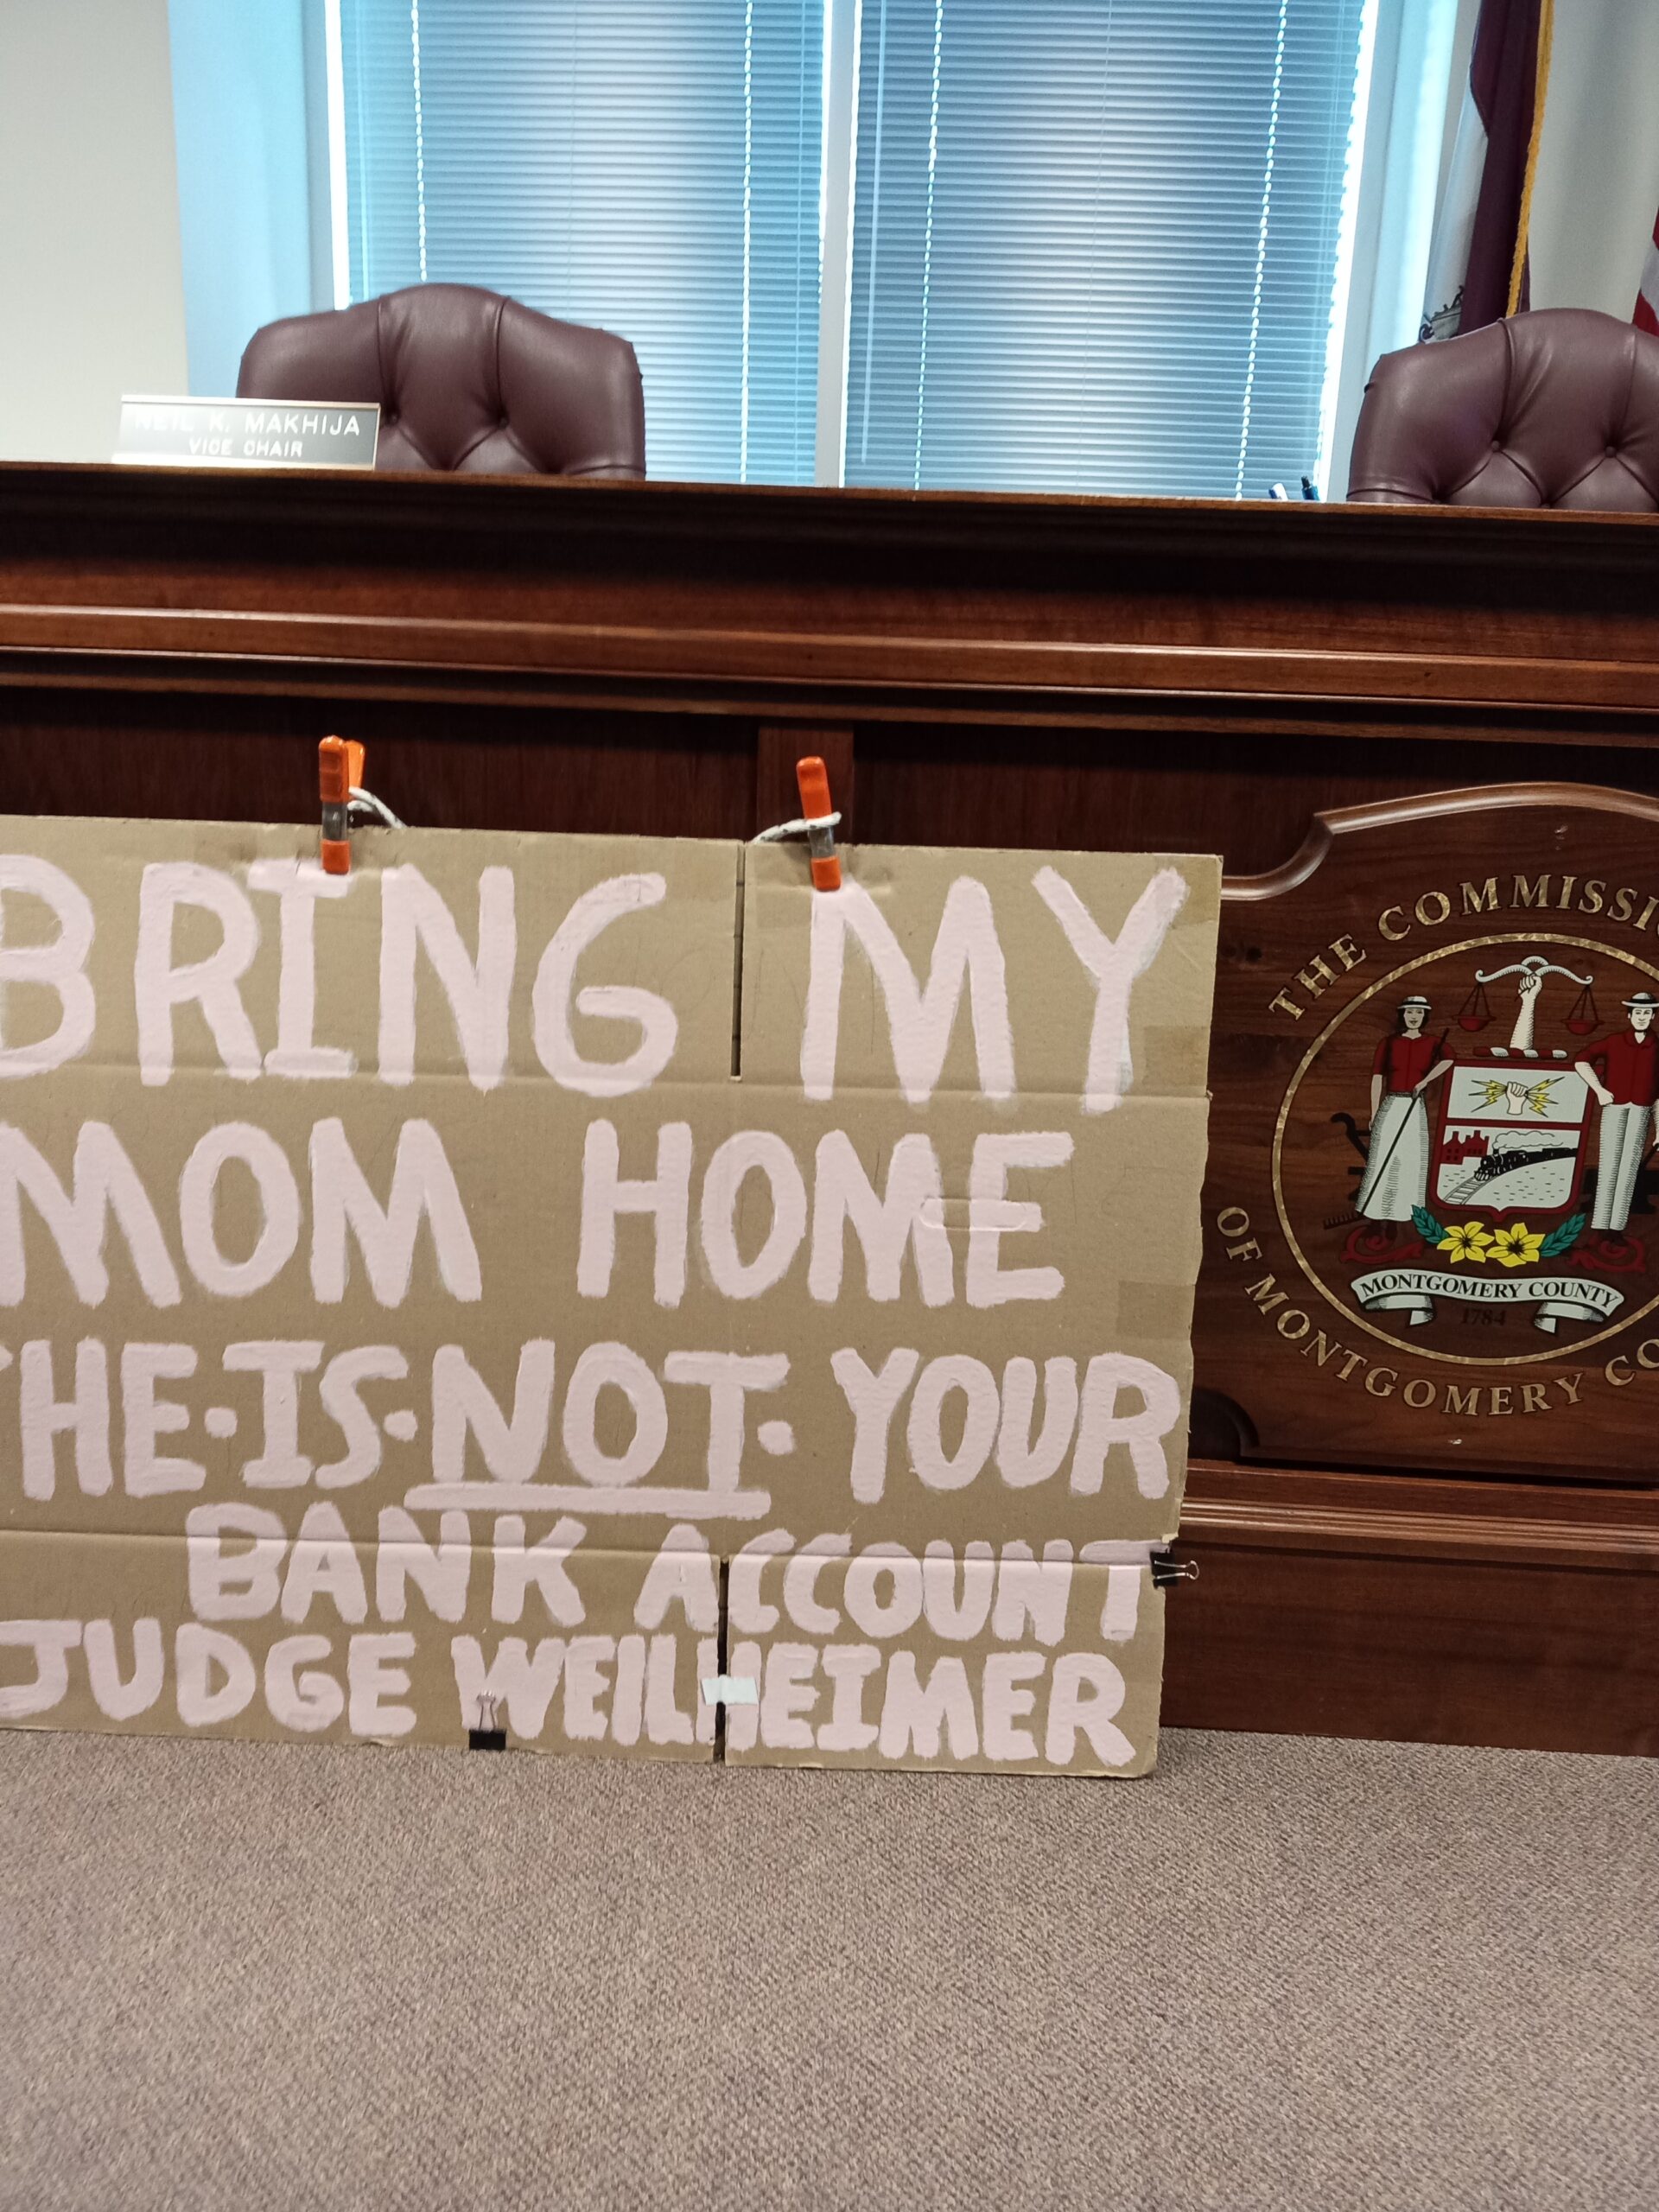 NEIL K. MAKHIJA
VICE CHAIR
BRING MY
MOM HOME
HE·IS·NOT·YOUR
BANK ACCOUNT
JUDGE WEILHEIMER
THE COMMISSI
OF MONTGOMERY CO
MONTGOMERY COUNTY
1784